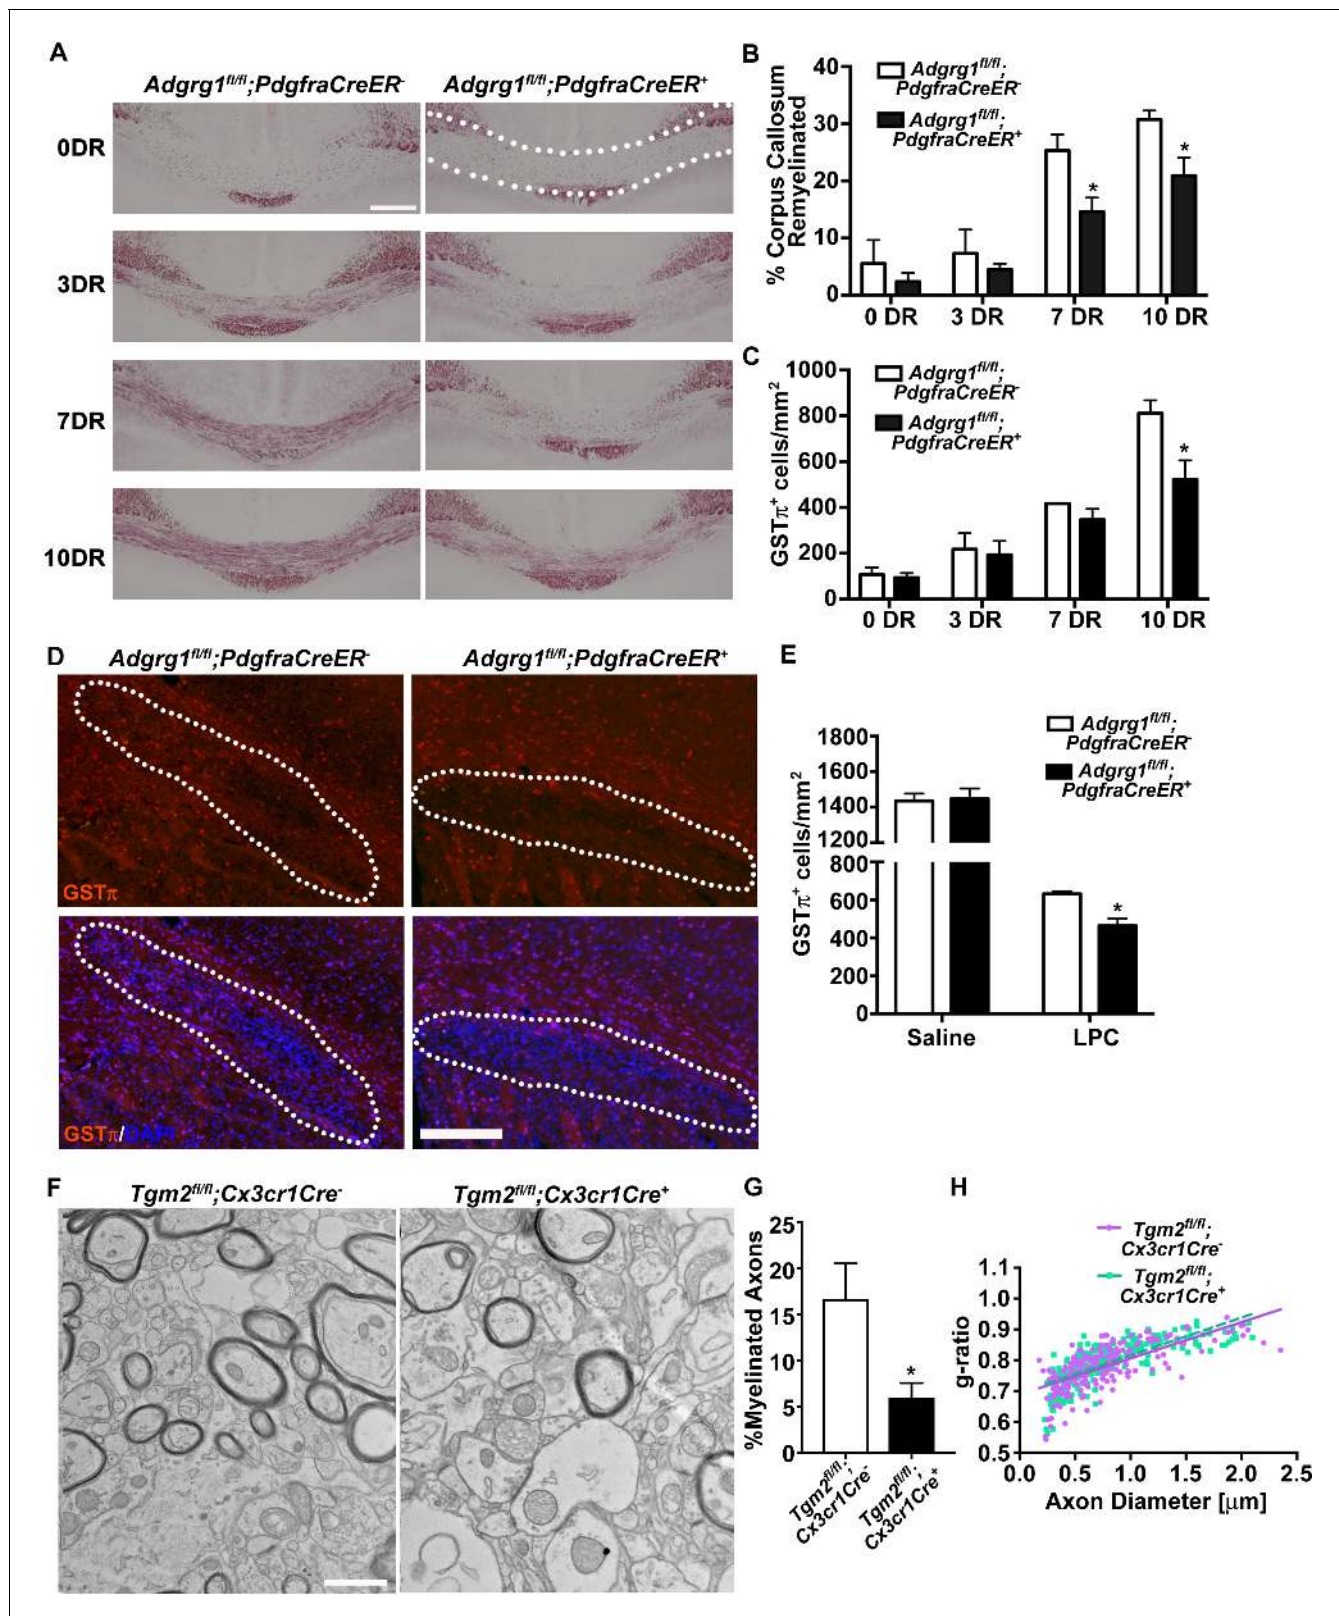 A
Adgrg1fl/fl;PdgfraCreER- Adgrg1fl/fl;PdgfraCreER+
0DR
3DR
7DR
10DR
B
Adgrg1fl/fl;
PdgfraCreER-
Adgrg1fl/fl;
PdgfraCreER+
% Corpus Callosum
Remyelinated
40
30
20
10
0
*
*
0 DR 3 DR 7 DR 10 DR
C
Adgrg1fl/fl;
PdgfraCreER-
Adgrg1fl/fl;
PdgfraCreER+
GSTπ+ cells/mm2
1000
800
600
400
200
0
*
0 DR 3 DR 7 DR 10 DR
D
Adgrg1fl/fl;PdgfraCreER- Adgrg1fl/fl;PdgfraCreER+
GSTπ
GSTπ/DAPI
E
Adgrg1fl/fl;
PdgfraCreER-
Adgrg1fl/fl;
PdgfraCreER+
GSTπ+ cells/mm2
1800
1600
1400
1200
800
600
400
200
0
*
Saline LPC
F
Tgm2fl/fl;Cx3cr1Cre- Tgm2fl/fl;Cx3cr1Cre+
G
%Myelinated Axons
25
20
15
10
5
0
*
Tgm2fl/fl;
Cx3cr1Cre-
Tgm2fl/fl;
Cx3cr1Cre+
H
Tgm2fl/fl;
Cx3cr1Cre-
Tgm2fl/fl;
Cx3cr1Cre+
g-ratio
1.1
1.0
0.9
0.8
0.7
0.6
0.5
0.0 0.5 1.0 1.5 2.0 2.5
Axon Diameter [μm]